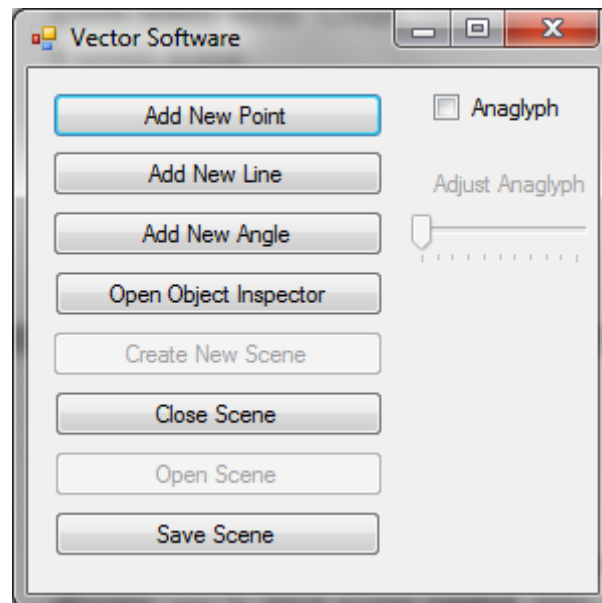 Vector Software
Add New Point
Anaglyph
Add New Line
Adjust Anaglyph
Add New Angle
Open Object Inspector
Create New Scene
Close Scene
Open Scene
Save Scene